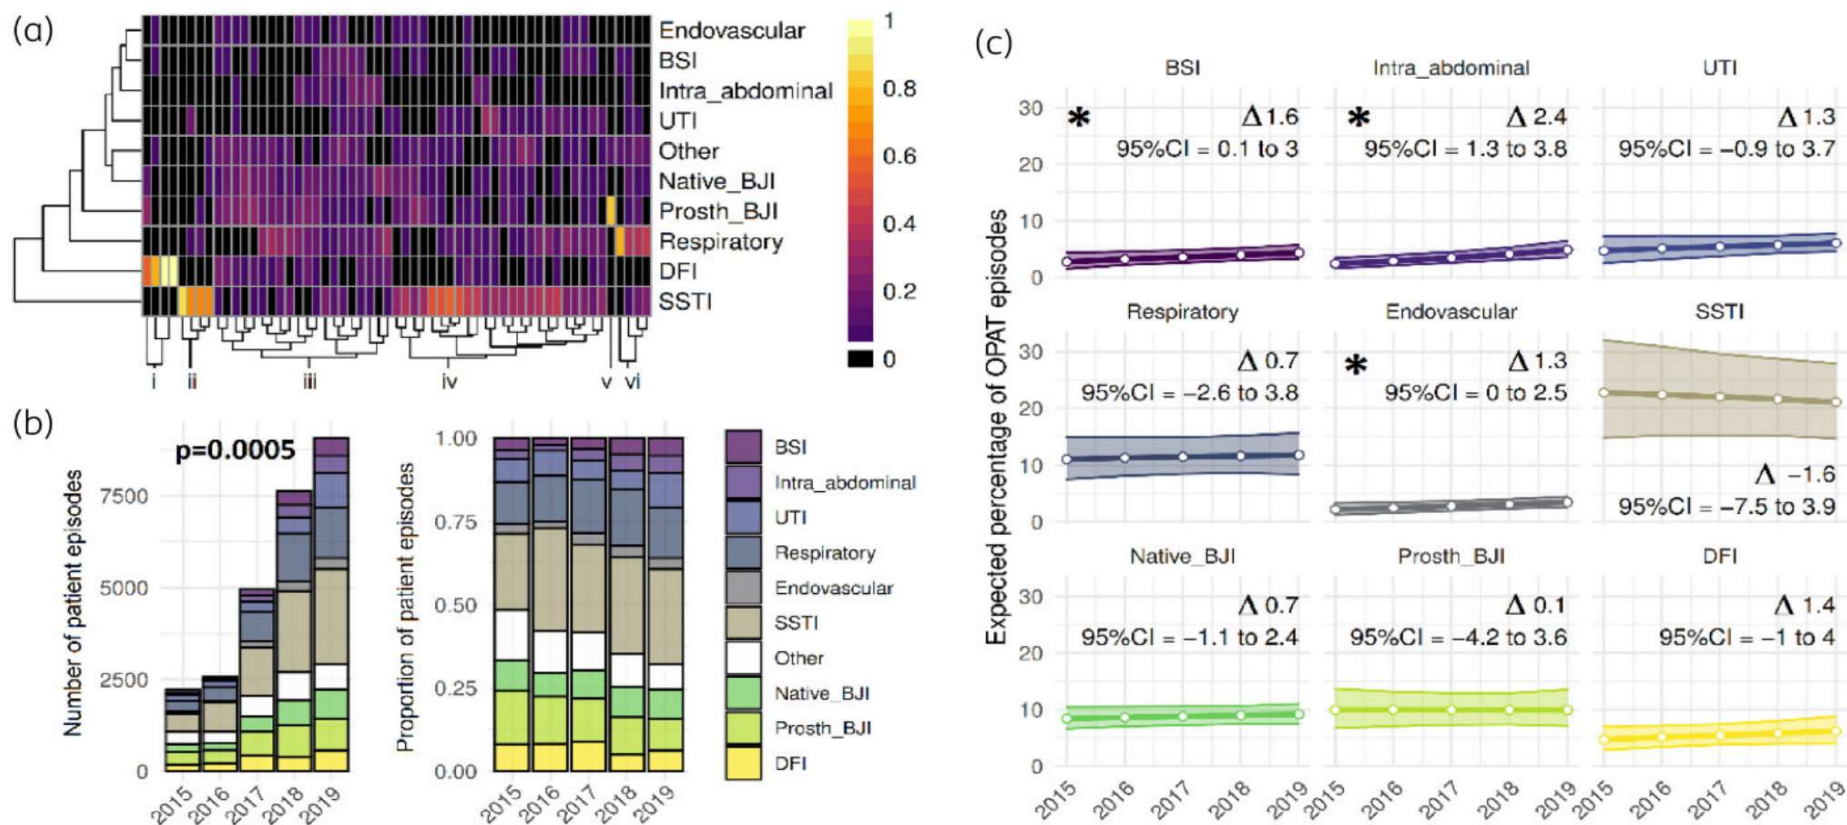 (a)
Endovascular
BSI
Intra_abdominal
UTI
Other
Native_BJI
Prosth_BJI
Respiratory
DFI
SSTI
1
0.8
0.6
0.4
0.2
0
i
ii
iii
iv
v
vi
(b)
Number of patient episodes
7500
5000
2500
0
p=0.0005
2015
2016
2017
2018
2019
Proportion of patient episodes
1.00
0.75
0.50
0.25
0.00
2015
2016
2017
2018
2019
BSI
Intra_abdominal
UTI
Respiratory
Endovascular
SSTI
Other
Native_BJI
Prosth_BJI
DFI
(c)
Expected percentage of OPAT episodes
BSI
Intra_abdominal
UTI
30
20
10
0
* Δ 1.6
95%CI = 0.1 to 3
* Δ 2.4
95%CI = 1.3 to 3.8
Δ 1.3
95%CI = −0.9 to 3.7
Respiratory
Endovascular
SSTI
30
20
10
0
Δ 0.7
95%CI = −2.6 to 3.8
* Δ 1.3
95%CI = 0 to 2.5
Δ −1.6
95%CI = −7.5 to 3.9
Native_BJI
Prosth_BJI
DFI
30
20
10
0
Δ 0.7
95%CI = −1.1 to 2.4
Δ 0.1
95%CI = −4.2 to 3.6
Δ 1.4
95%CI = −1 to 4
2015
2016
2017
2018
2019
2015
2016
2017
2018
2019
2015
2016
2017
2018
2019